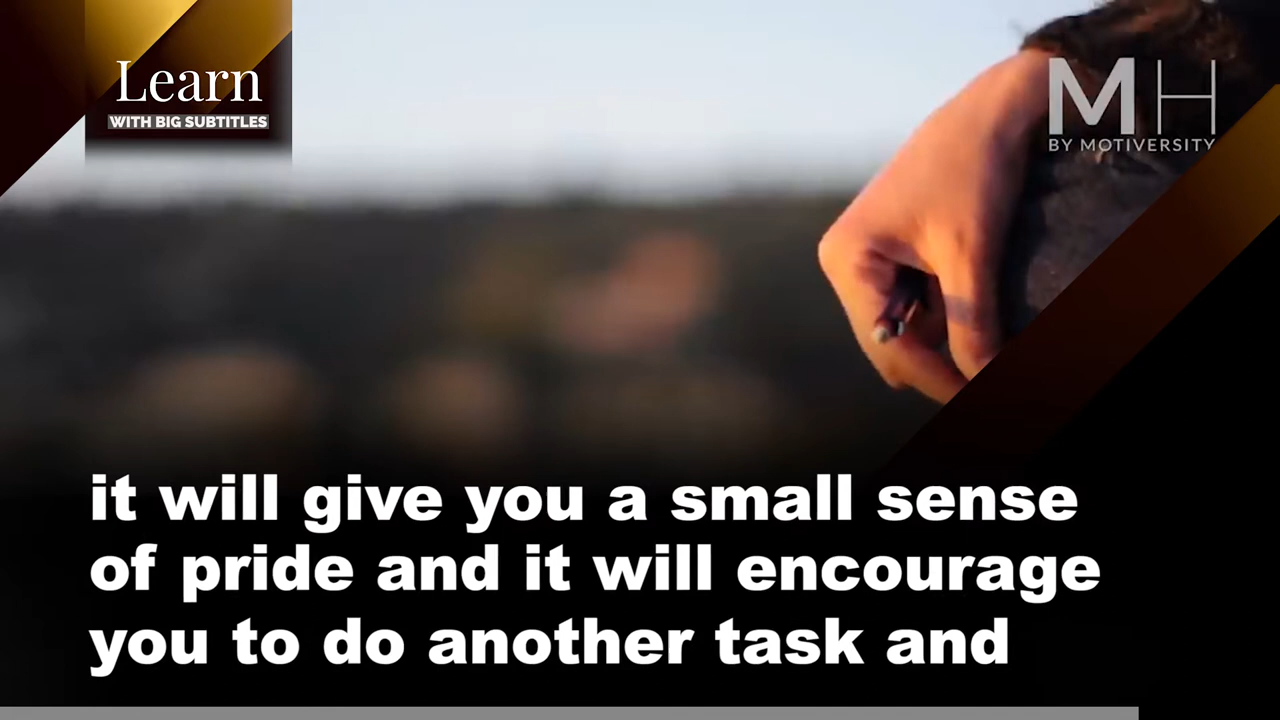 Learn
WITH BIG SUBTITLES
MH
BY MOTIVERSITY
it will give you a small sense
of pride and it will encourage
you to do another task and